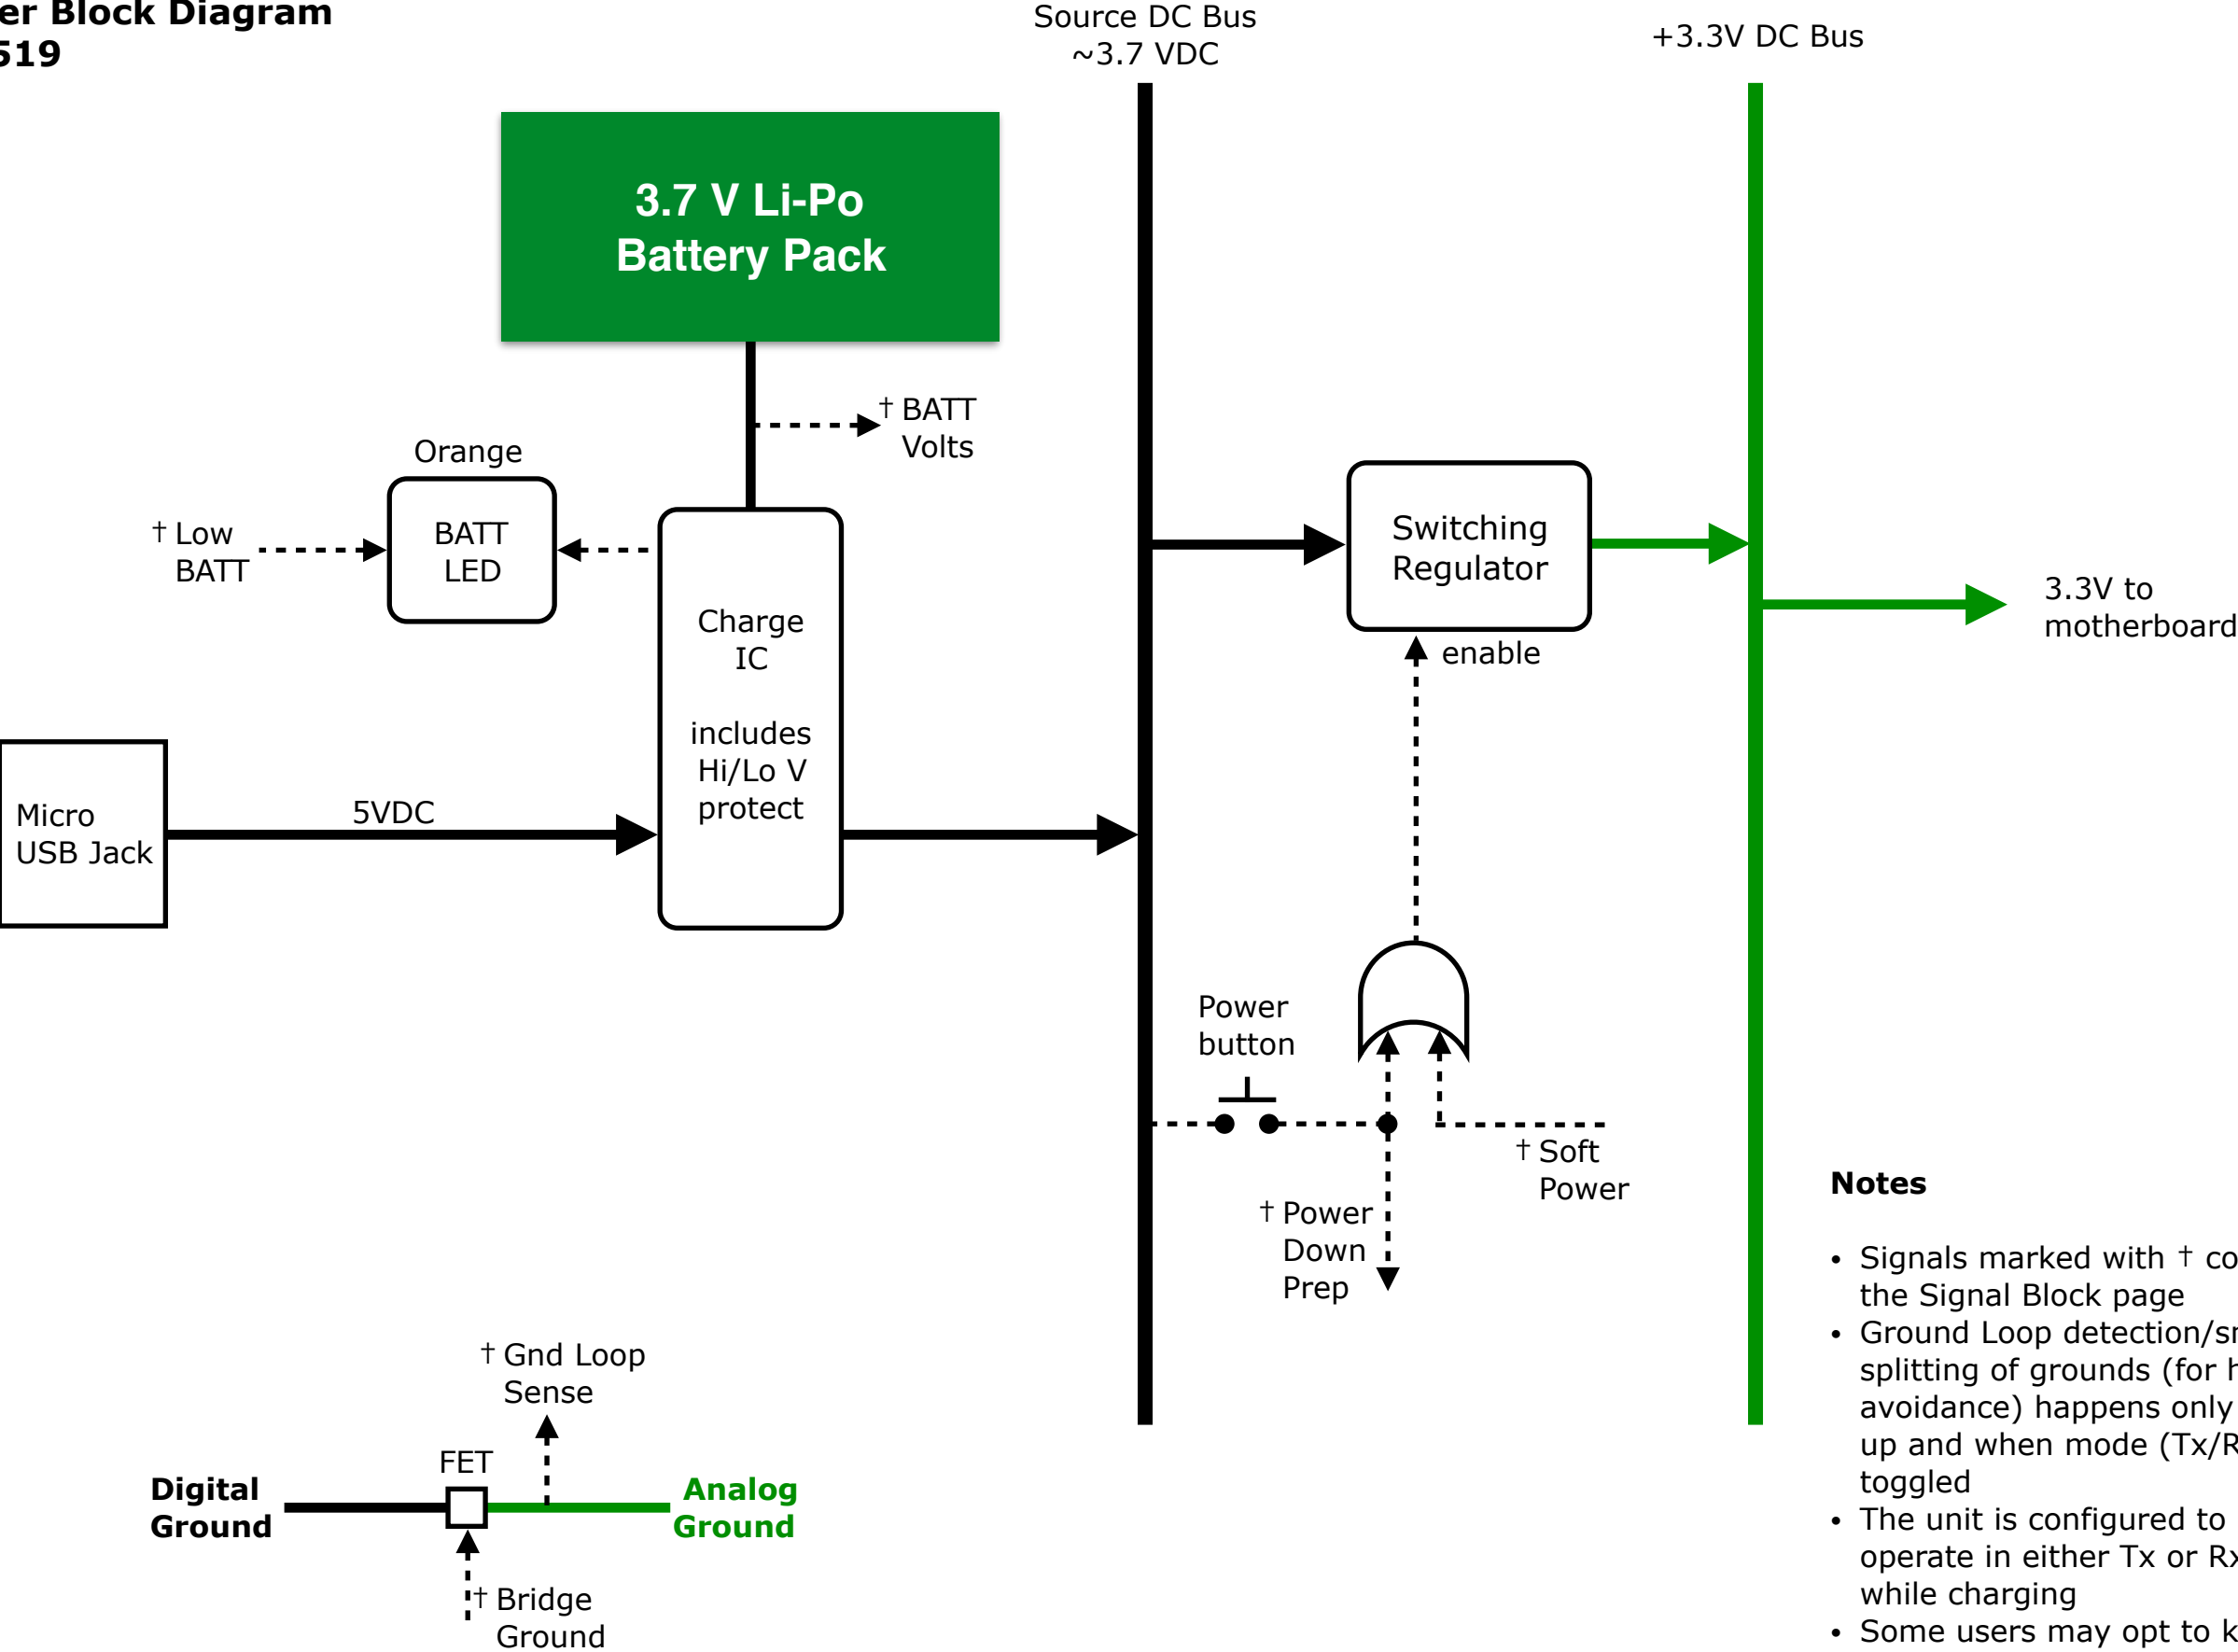 er Block Diagram
519
Source DC Bus
~3.7 VDC
+3.3V DC Bus
3.7 V Li-Po
Battery Pack
† BATT
Volts
Orange
† Low
BATT
BATT
LED
Switching
Regulator
enable
3.3V to
motherboard
Charge
IC
includes
Hi/Lo V
protect
Micro
USB Jack
5VDC
Power
button
† Soft
Power
† Power
Down
Prep
Notes
• Signals marked with † co
the Signal Block page
• Ground Loop detection/sm
splitting of grounds (for h
avoidance) happens only
up and when mode (Tx/R
toggled
• The unit is configured to
operate in either Tx or Rx
while charging
• Some users may opt to k
† Gnd Loop
Sense
FET
Digital
Ground
Analog
Ground
† Bridge
Ground